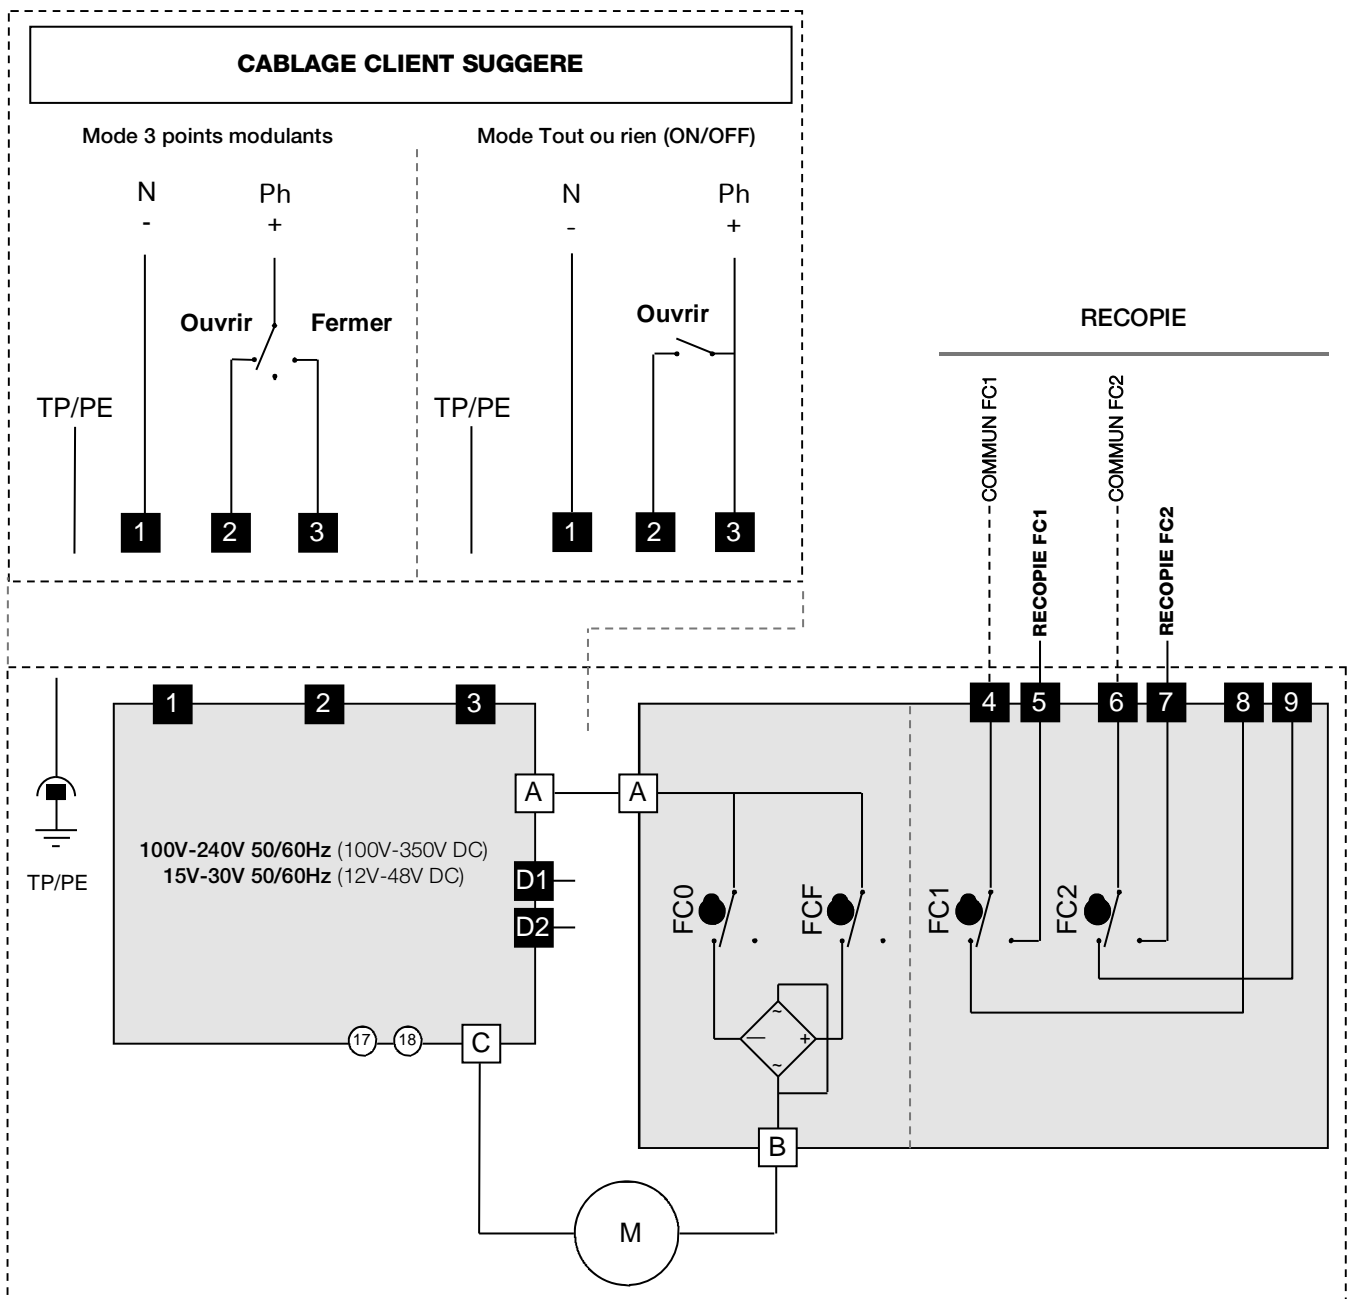 CABLAGE CLIENT SUGGERE
Mode 3 points modulants
Mode Tout ou rien (ON/OFF)
N
-
Ph
+
N
-
Ph
+
Ouvrir
Fermer
Ouvrir
TP/PE
TP/PE
1
2
3
1
2
3
RECOPIE
COMMUN FC1
RECOPIE FC1
COMMUN FC2
RECOPIE FC2
1
2
3
4
5
6
7
8
9
A
A
100V-240V 50/60Hz (100V-350V DC)
15V-30V 50/60Hz (12V-48V DC)
TP/PE
D1
D2
FC0
FCF
FC1
FC2
~
—
+
~
17
18
C
B
M